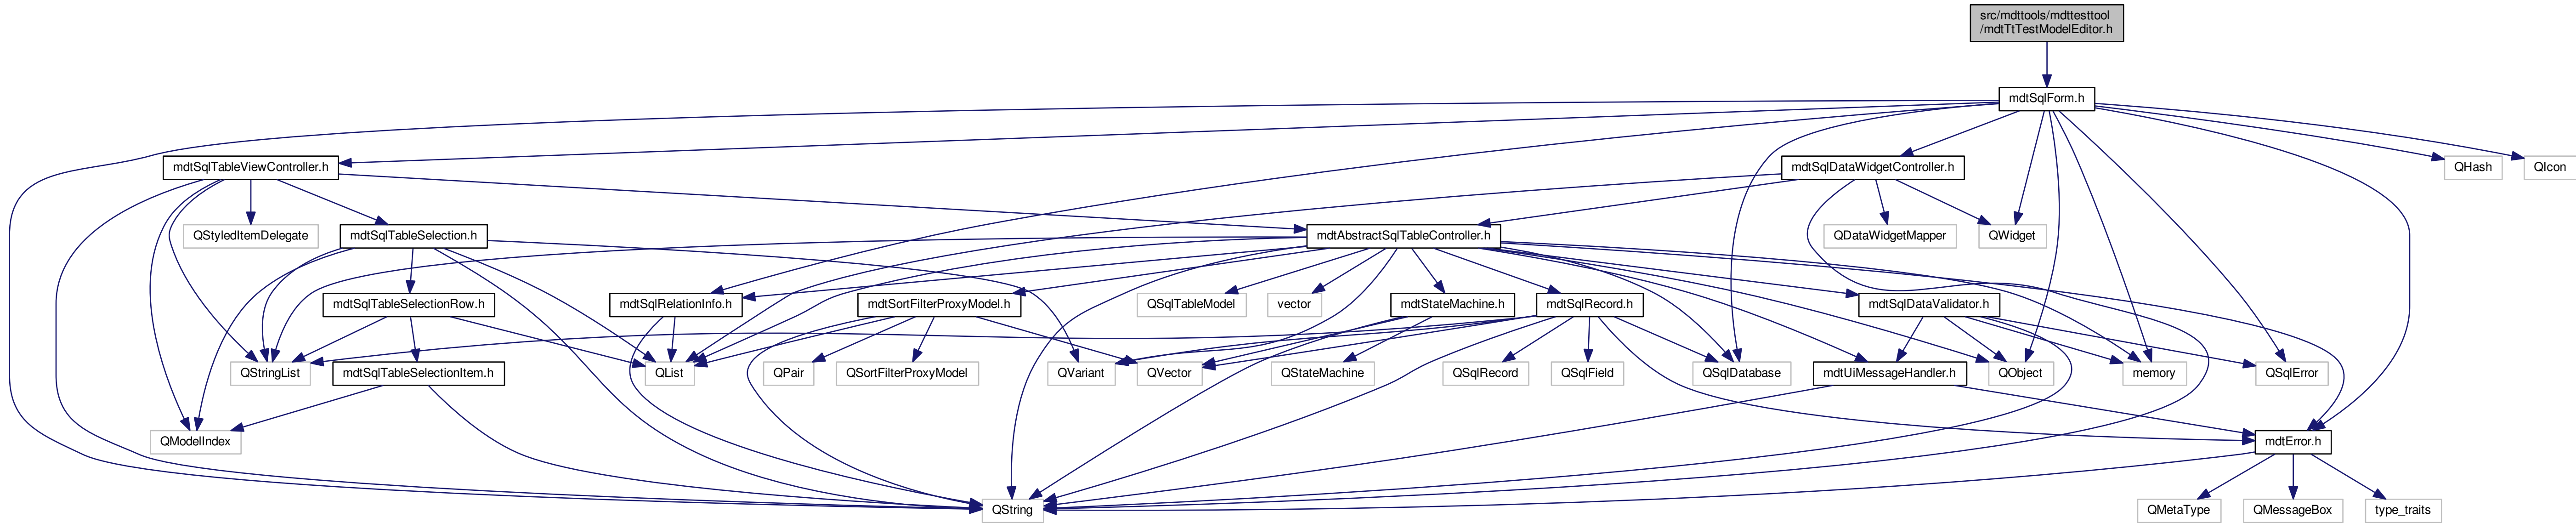 src/mdttools/mdttesttool
/mdtTtTestModelEditor.h
mdtSqlForm.h
mdtSqlTableViewController.h
mdtSqlDataWidgetController.h
QHash
QIcon
QStyledItemDelegate
mdtSqlTableSelection.h
mdtAbstractSqlTableController.h
QDataWidgetMapper
QWidget
mdtSqlTableSelectionRow.h
mdtSqlRelationInfo.h
mdtSortFilterProxyModel.h
QSqlTableModel
vector
mdtStateMachine.h
mdtSqlRecord.h
mdtSqlDataValidator.h
QStringList
mdtSqlTableSelectionItem.h
QList
QPair
QSortFilterProxyModel
QVariant
QVector
QStateMachine
QSqlRecord
QSqlField
QSqlDatabase
mdtUiMessageHandler.h
QObject
memory
QSqlError
QModelIndex
mdtError.h
QString
QMetaType
QMessageBox
type_traits